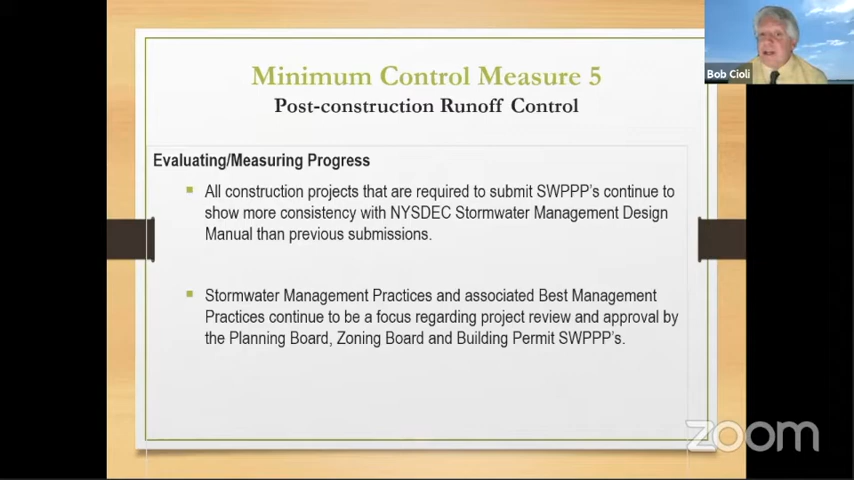 Minimum Control Measure 5
Post-construction Runoff Control
Bob Cioli
Evaluating/Measuring Progress
All construction projects that are required to submit SWPPP's continue to
show more consistency with NYSDEC Stormwater Management Design
Manual than previous submissions.
Stormwater Management Practices and associated Best Management
Practices continue to be a focus regarding project review and approval by
the Planning Board, Zoning Board and Building Permit SWPPP's.
zoom